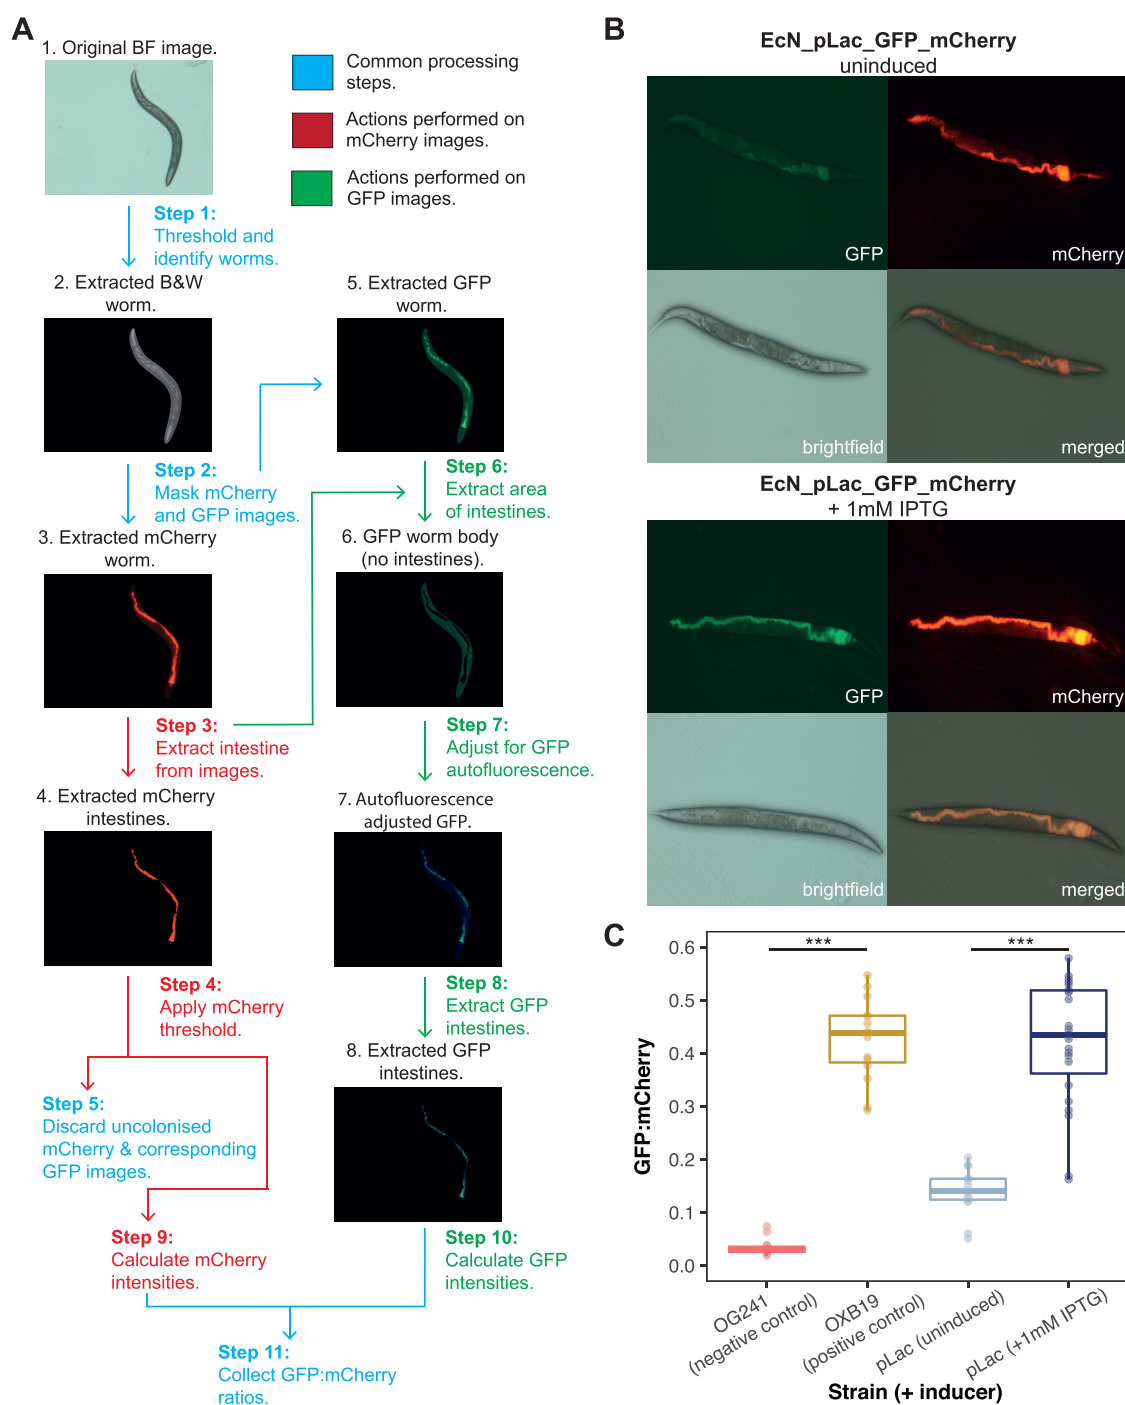 A
1. Original BF image.
Common processing
steps.
Actions performed on
mCherry images.
Actions performed on
GFP images.
Step 1:
Threshold and
identify worms.
2. Extracted B&W
worm.
5. Extracted GFP
worm.
Step 2:
Mask mCherry
and GFP images.
Step 6:
Extract area
of intestines.
3. Extracted mCherry
worm.
6. GFP worm body
(no intestines).
Step 3:
Extract intestine
from images.
Step 7:
Adjust for GFP
autofluorescence.
4. Extracted mCherry
intestines.
7. Autofluorescence
adjusted GFP.
Step 4:
Apply mCherry
threshold.
Step 8:
Extract GFP
intestines.
8. Extracted GFP
intestines.
Step 5:
Discard uncolonised
mCherry & corresponding
GFP images.
Step 9:
Calculate mCherry
intensities.
Step 10:
Calculate GFP
intensities.
Step 11:
Collect GFP:mCherry
ratios.
B
EcN_pLac_GFP_mCherry
uninduced
GFP
mCherry
brightfield
merged
EcN_pLac_GFP_mCherry
+ 1mM IPTG
GFP
mCherry
brightfield
merged
C
***
***
0.6
0.5
0.4
0.3
0.2
0.1
0.0
GFP:mCherry
OG241
(negative control)
OXB19
(positive control)
pLac (uninduced)
pLac (+1mM IPTG)
Strain (+ inducer)